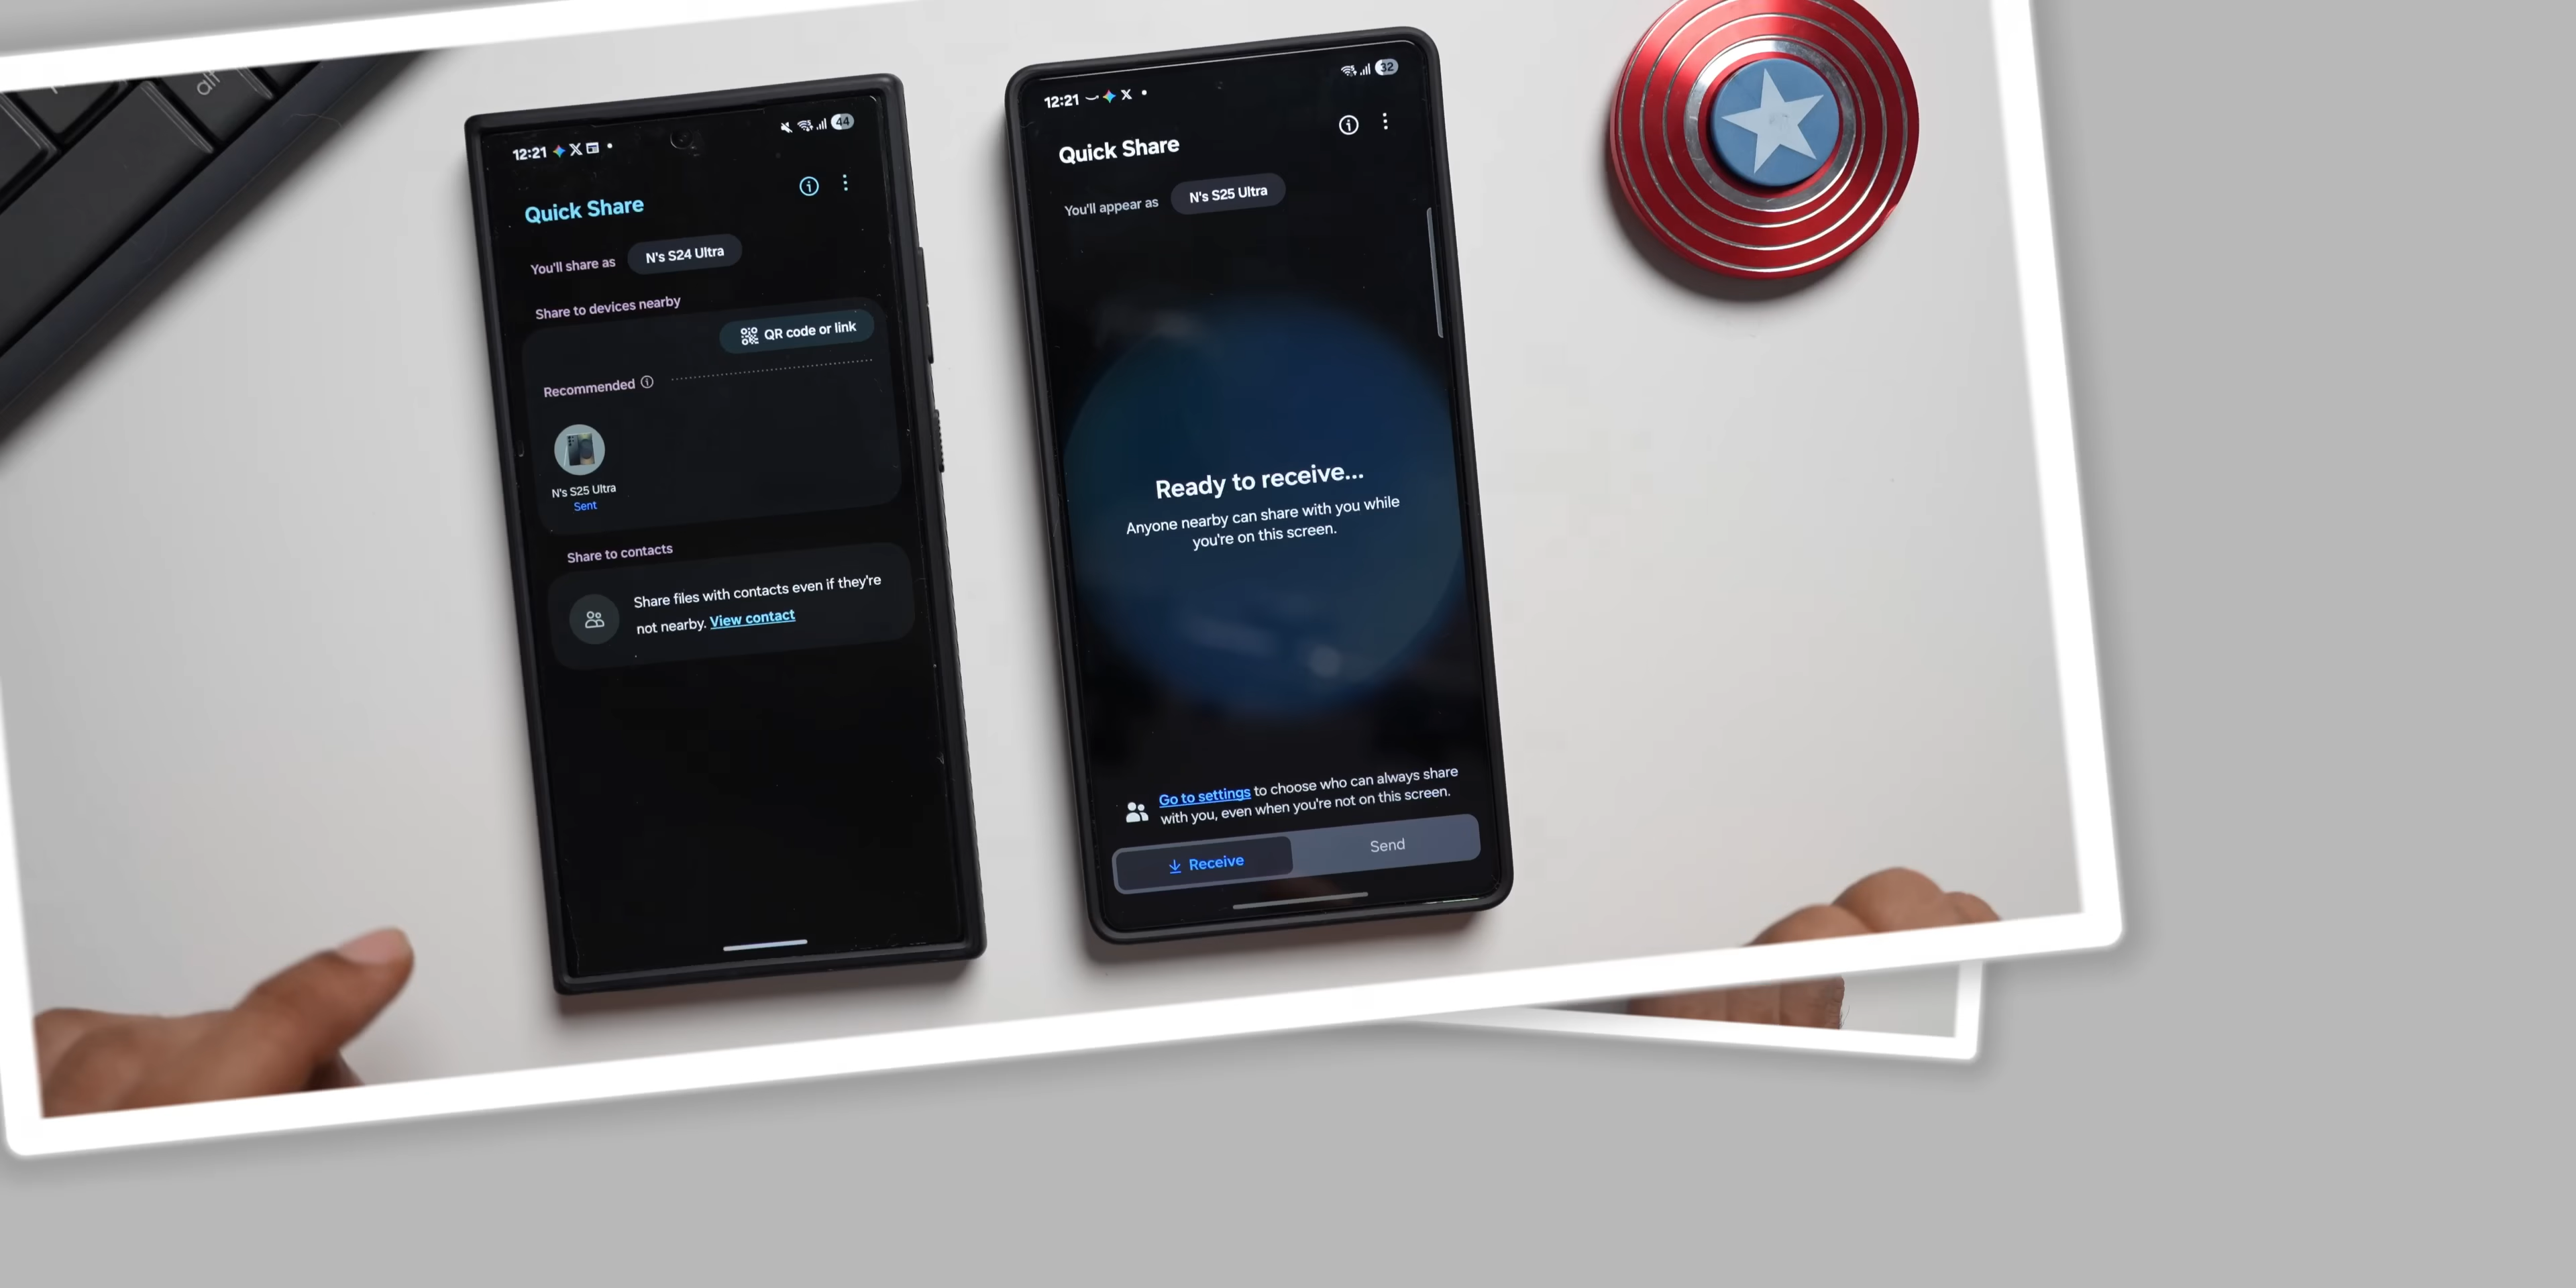 alt
12:21
44
Quick Share
You'll share as N's S24 Ultra
Share to devices nearby
QR code or link
Recommended
N's S25 Ultra
Sent
Share to contacts
Share files with contacts even if they're
not nearby. View contact
12:21 X
32
Quick Share
You'll appear as N's S25 Ultra
Ready to receive...
Anyone nearby can share with you while
you're on this screen.
Go to settings to choose who can always share
with you, even when you're not on this screen.
Receive
Send